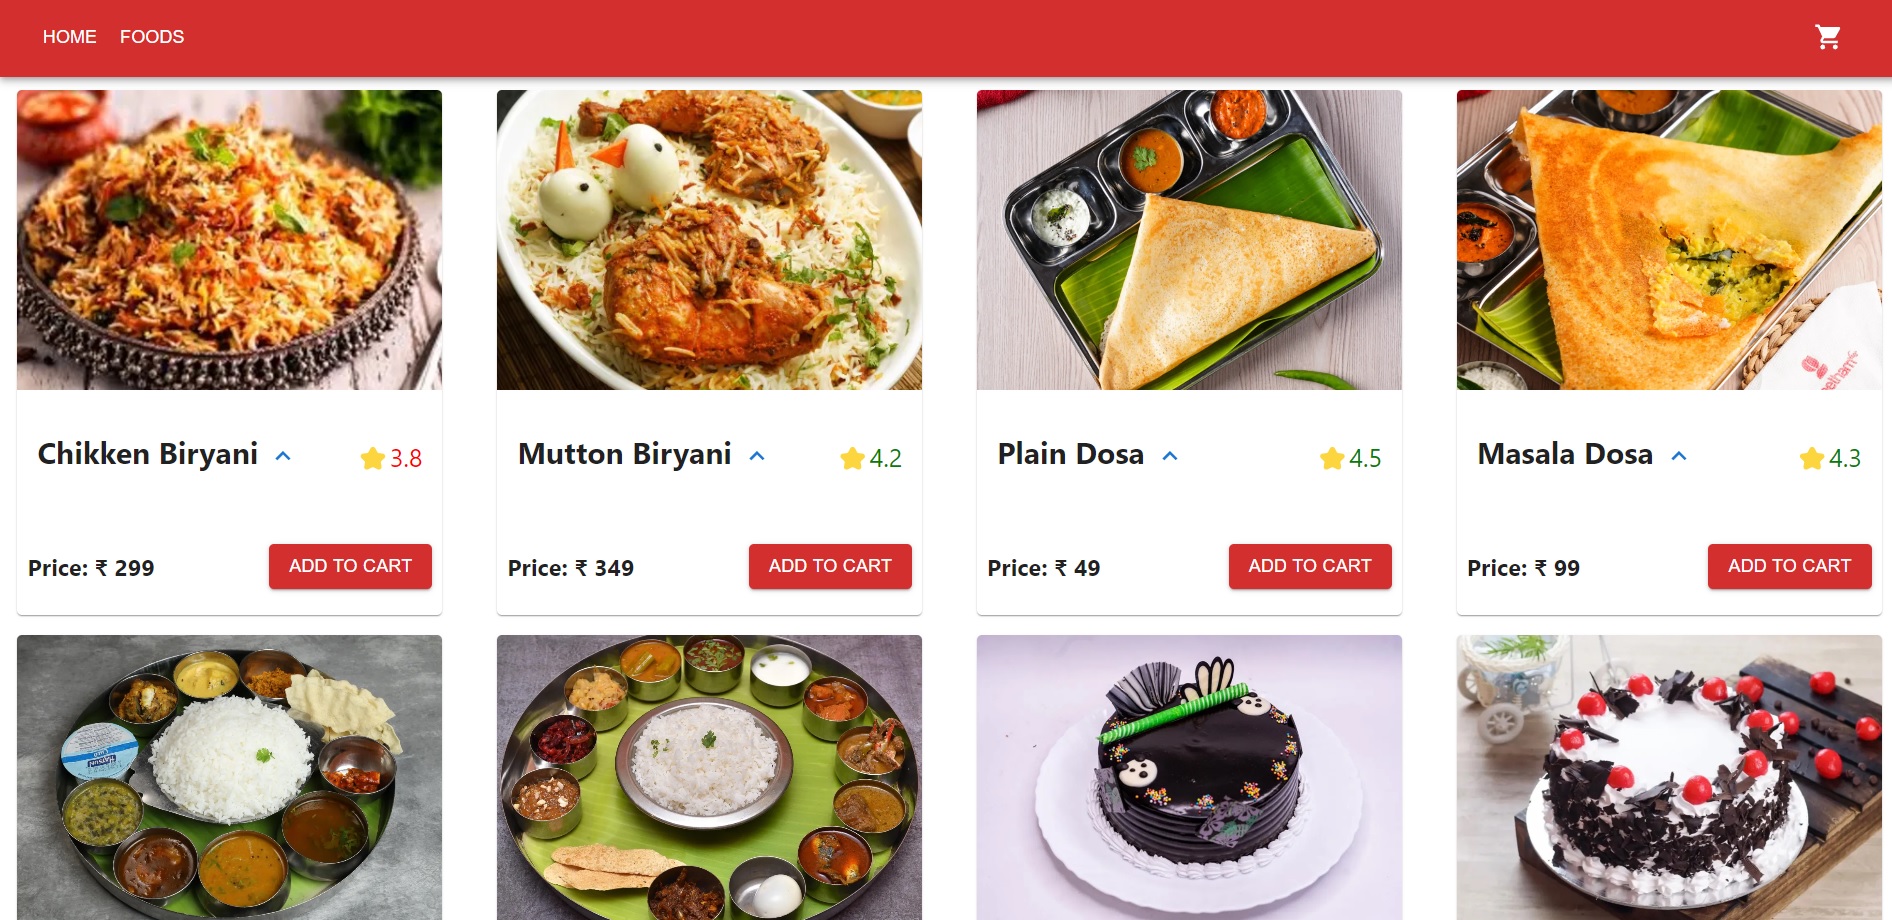 HOME FOODS
Chikken Biryani
3.8
Price: ₹ 299
ADD TO CART
Mutton Biryani
4.2
Price: ₹ 349
ADD TO CART
Plain Dosa
4.5
Price: ₹ 49
ADD TO CART
Masala Dosa
4.3
Price: ₹ 99
ADD TO CART